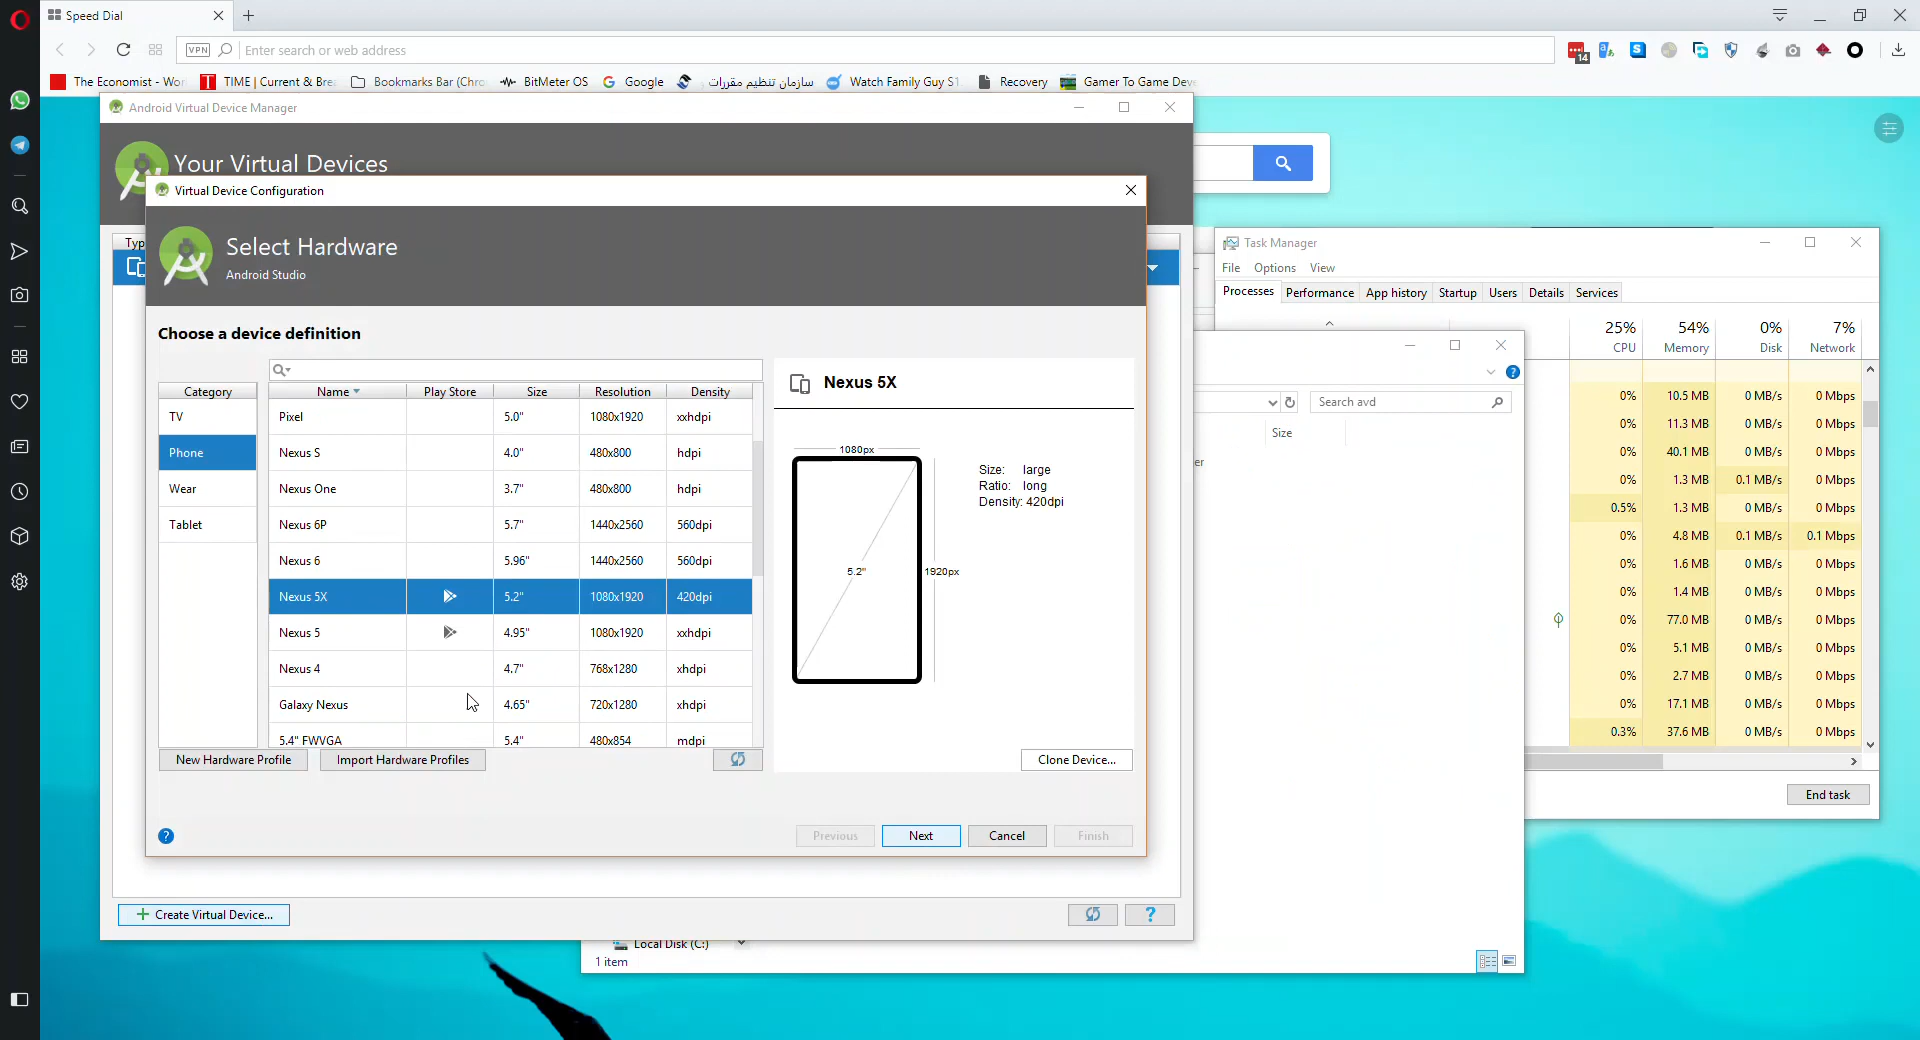 Speed Dial
VPN Enter search or web address
14
The Economist - Wor
TIME | Current & Bre
Bookmarks Bar (Chro
BitMeter OS
Google
سازمان تنظیم مقررات
Watch Family Guy S1
Recovery
Gamer To Game Deve
Android Virtual Device Manager
Your Virtual Devices
Typ
Virtual Device Configuration
Select Hardware
Android Studio
Choose a device definition
Category
TV
Phone
Wear
Tablet
Name Play Store Size Resolution Density
Pixel 5.0" 1080x1920 xxhdpi
Nexus S 4.0" 480x800 hdpi
Nexus One 3.7" 480x800 hdpi
Nexus 6P 5.7" 1440x2560 560dpi
Nexus 6 5.96" 1440x2560 560dpi
Nexus 5X 5.2" 1080x1920 420dpi
Nexus 5 4.95" 1080x1920 xxhdpi
Nexus 4 4.7" 768x1280 xhdpi
Galaxy Nexus 4.65" 720x1280 xhdpi
5.4" FWVGA 5.4" 480x854 mdpi
New Hardware Profile
Import Hardware Profiles
Nexus 5X
1080px
5.2"
1920px
Size: large
Ratio: long
Density: 420dpi
Clone Device...
?
Previous
Next
Cancel
Finish
Create Virtual Device...
?
Task Manager
File Options View
Processes Performance App history Startup Users Details Services
25% 54% 0% 7%
CPU Memory Disk Network
0% 10.5 MB 0 MB/s 0 Mbps
0% 11.3 MB 0 MB/s 0 Mbps
0% 40.1 MB 0 MB/s 0 Mbps
0% 1.3 MB 0.1 MB/s 0 Mbps
0.5% 1.3 MB 0 MB/s 0 Mbps
0% 4.8 MB 0.1 MB/s 0.1 Mbps
0% 1.6 MB 0 MB/s 0 Mbps
0% 1.4 MB 0 MB/s 0 Mbps
0% 77.0 MB 0 MB/s 0 Mbps
0% 5.1 MB 0 MB/s 0 Mbps
0% 2.7 MB 0 MB/s 0 Mbps
0% 17.1 MB 0 MB/s 0 Mbps
0.3% 37.6 MB 0 MB/s 0 Mbps
End task
?
Search avd
Size
er
Local Disk (C:)
1 item